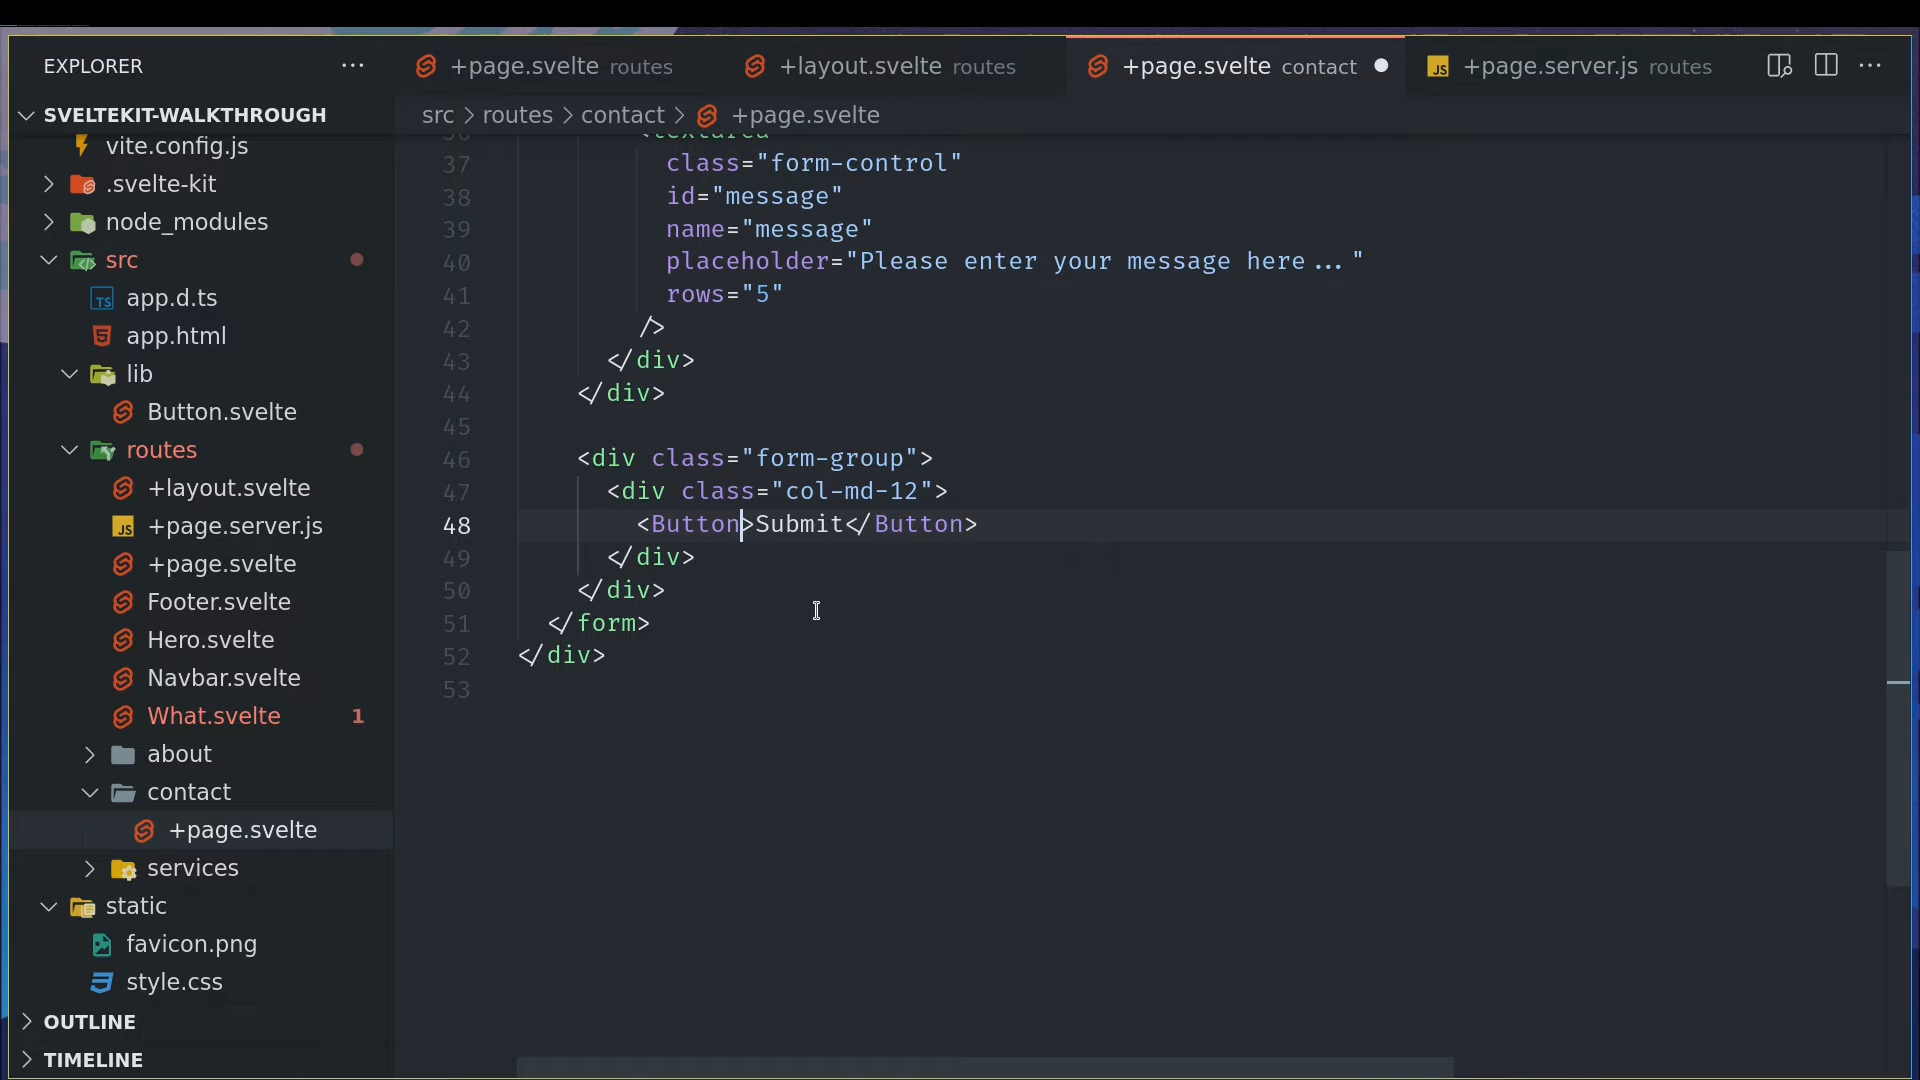 EXPLORER
SVELTEKIT-WALKTHROUGH
vite.config.js
.svelte-kit
node_modules
src
app.d.ts
app.html
lib
Button.svelte
routes
+layout.svelte
+page.server.js
+page.svelte
Footer.svelte
Hero.svelte
Navbar.svelte
What.svelte 1
about
contact
+page.svelte
services
static
favicon.png
style.css
OUTLINE
TIMELINE
+page.svelte routes
+layout.svelte routes
+page.svelte contact
+page.server.js routes
src > routes > contact > +page.svelte
36 <textarea
37 class="form-control"
38 id="message"
39 name="message"
40 placeholder="Please enter your message here..."
41 rows="5"
42 />
43 </div>
44 </div>
45
46 <div class="form-group">
47 <div class="col-md-12">
48 <Button>Submit</Button>
49 </div>
50 </div>
51 </form>
52 </div>
53